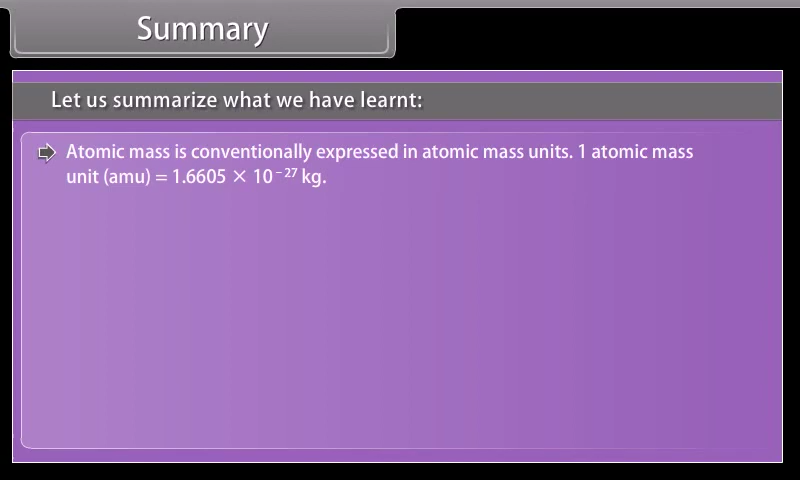 Summary
Let us summarize what we have learnt:
Atomic mass is conventionally expressed in atomic mass units. 1 atomic mass
unit (amu) = 1.6605 × 10⁻²⁷ kg.